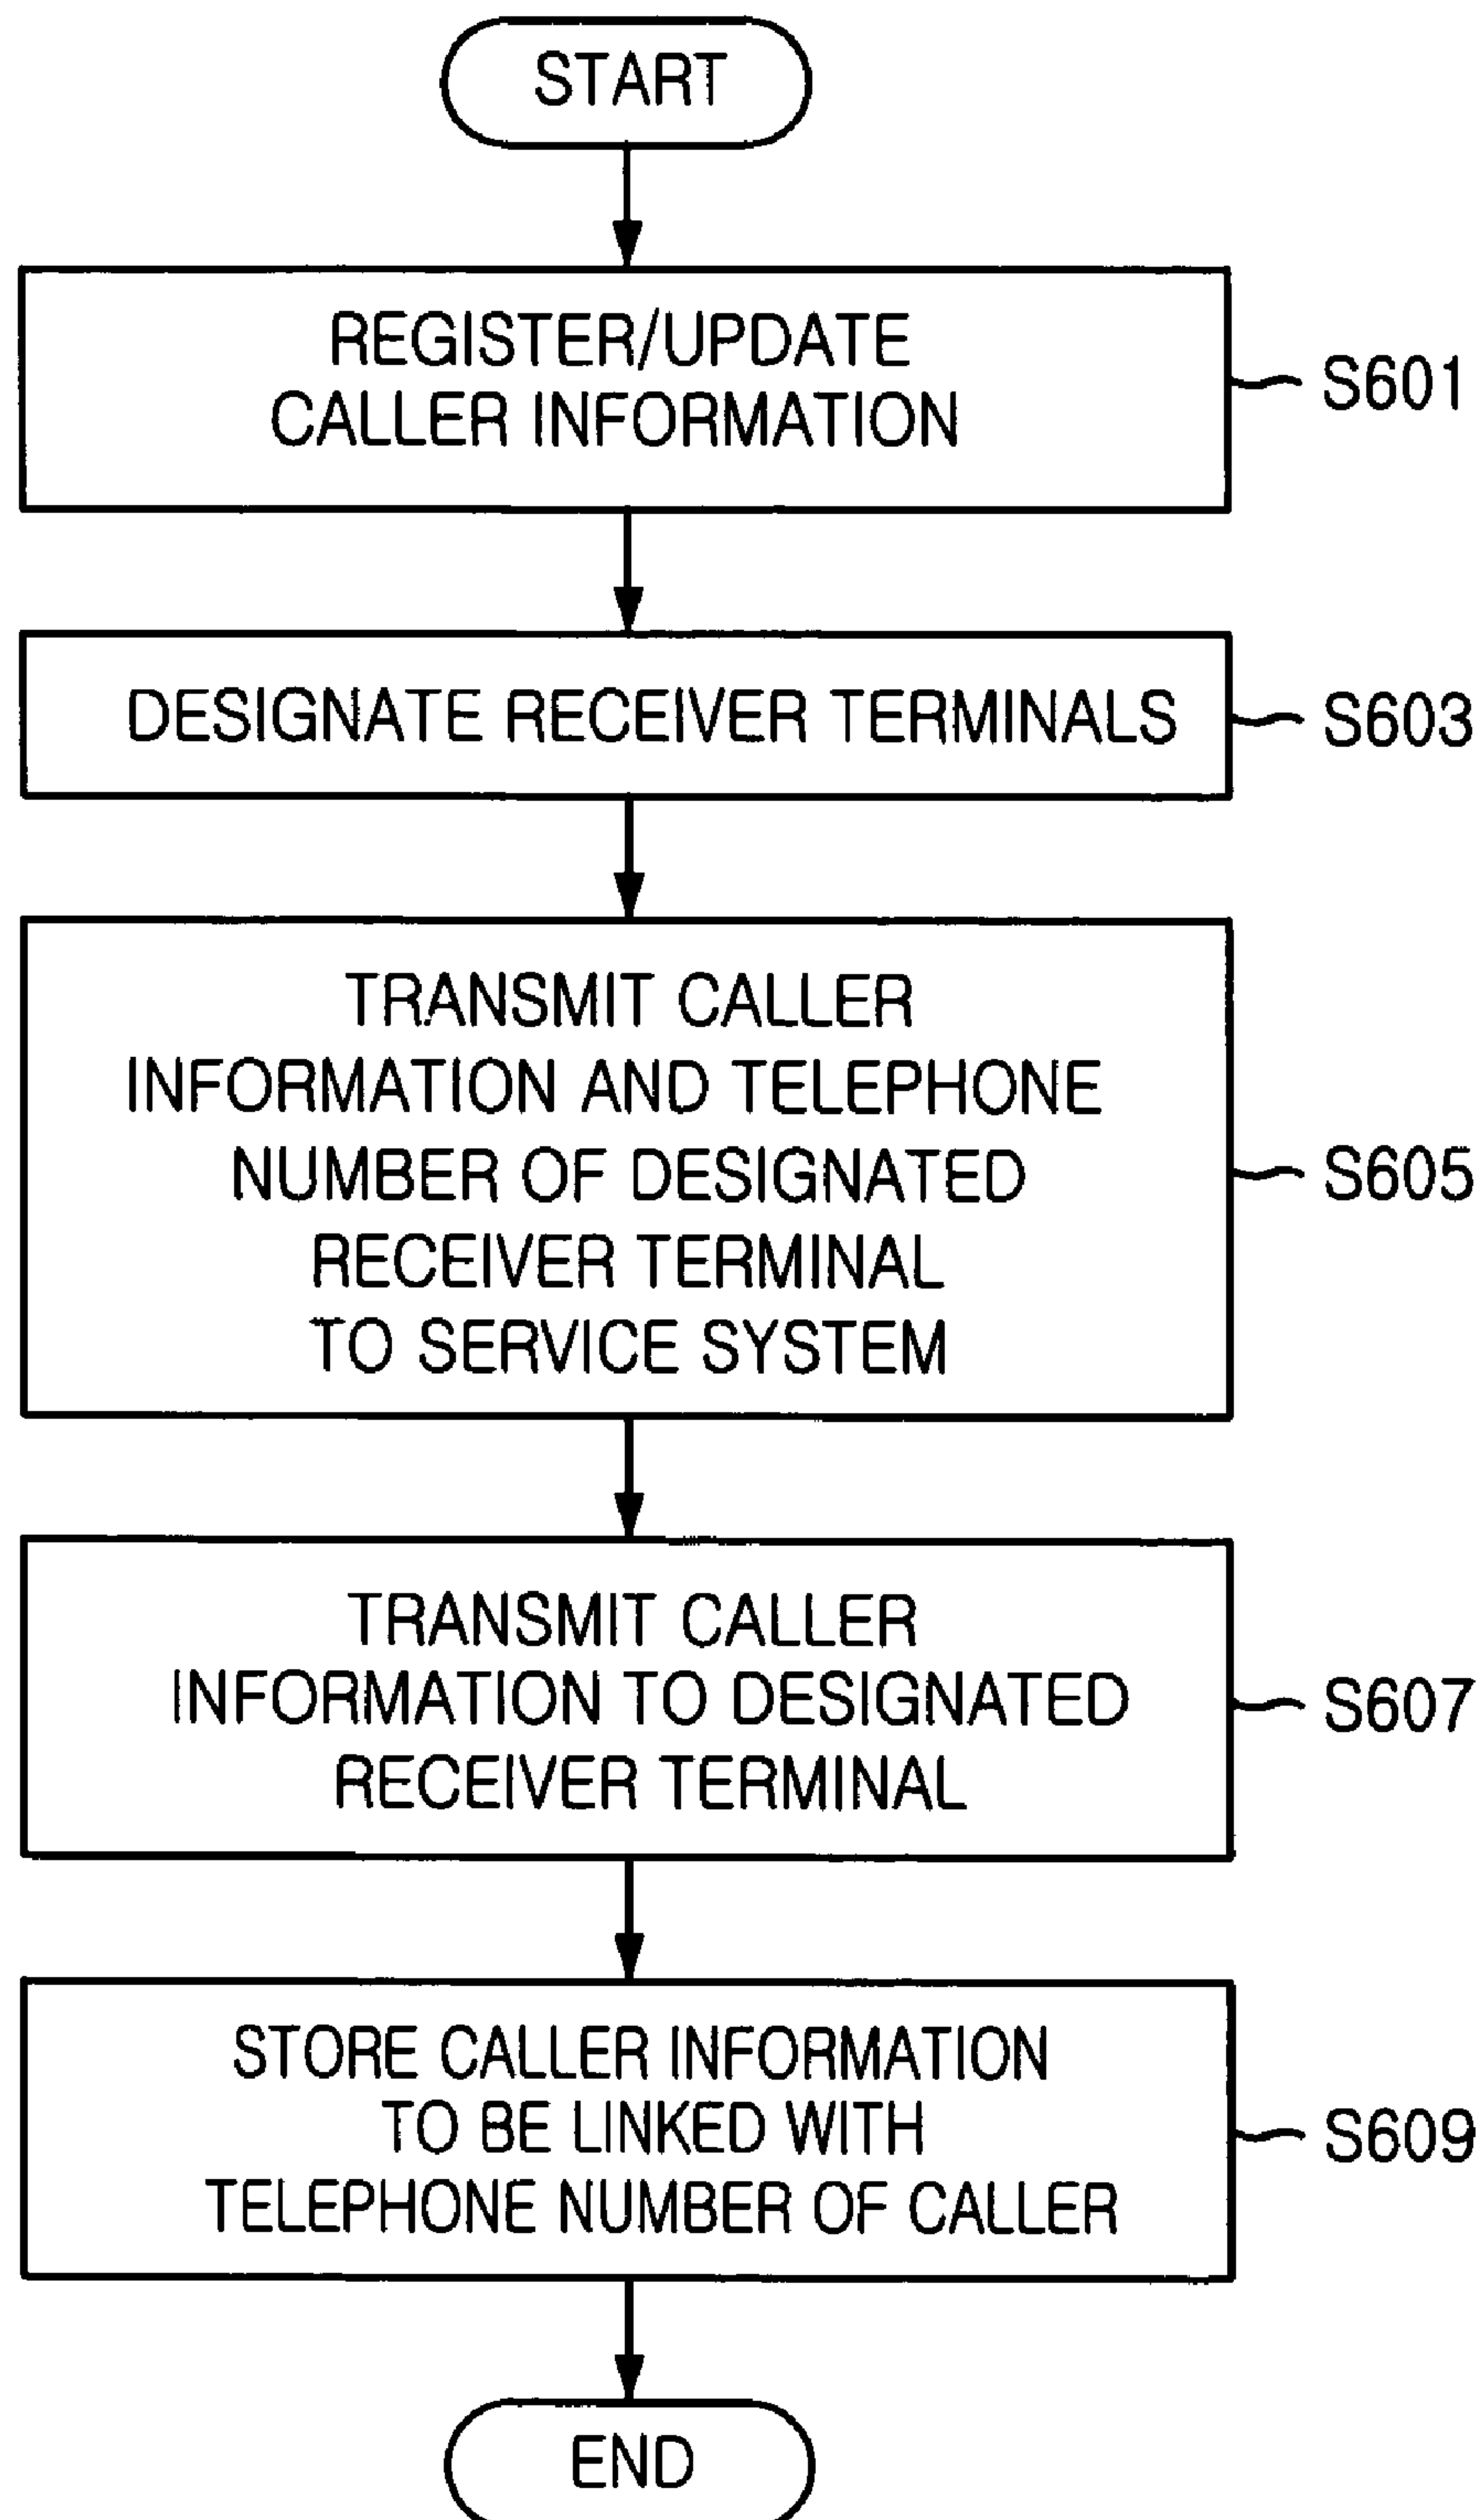 START
REGISTER/UPDATE
CALLER INFORMATION
S601
DESIGNATE RECEIVER TERMINALS
S603
TRANSMIT CALLER
INFORMATION AND TELEPHONE
NUMBER OF DESIGNATED
RECEIVER TERMINAL
TO SERVICE SYSTEM
S605
TRANSMIT CALLER
INFORMATION TO DESIGNATED
RECEIVER TERMINAL
S607
STORE CALLER INFORMATION
TO BE LINKED WITH
TELEPHONE NUMBER OF CALLER
S609
END